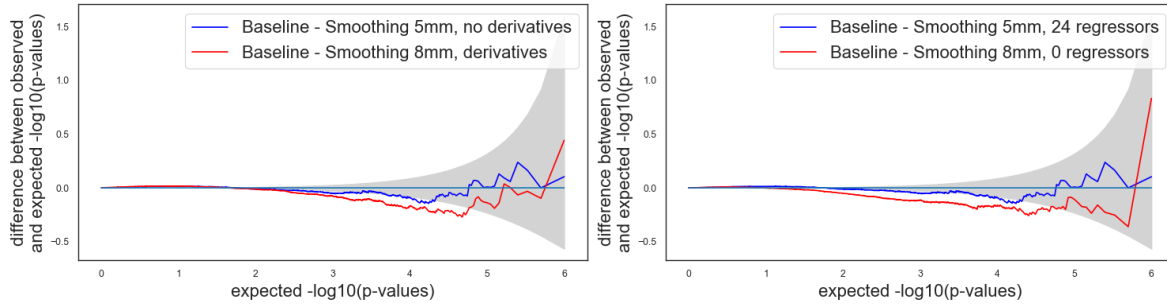 difference between observed
and expected -log10(p-values)
1.5
1.0
0.5
0.0
−0.5
Baseline - Smoothing 5mm, no derivatives
Baseline - Smoothing 8mm, derivatives
0 1 2 3 4 5 6
expected -log10(p-values)
difference between observed
and expected -log10(p-values)
1.5
1.0
0.5
0.0
−0.5
Baseline - Smoothing 5mm, 24 regressors
Baseline - Smoothing 8mm, 0 regressors
0 1 2 3 4 5 6
expected -log10(p-values)